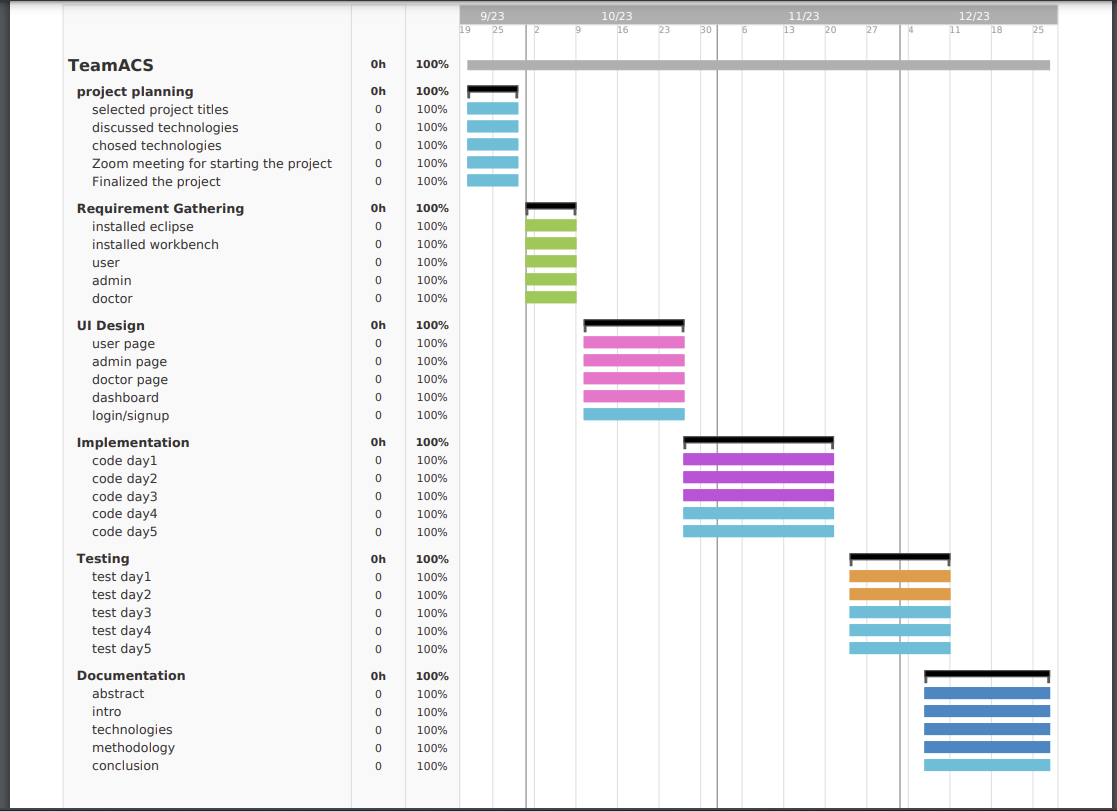 9/23 10/23 11/23 12/23
19 25 2 9 16 23 30 6 13 20 27 4 11 18 25
TeamACS 0h 100%
project planning 0h 100%
selected project titles 0 100%
discussed technologies 0 100%
chosed technologies 0 100%
Zoom meeting for starting the project 0 100%
Finalized the project 0 100%
Requirement Gathering 0h 100%
installed eclipse 0 100%
installed workbench 0 100%
user 0 100%
admin 0 100%
doctor 0 100%
UI Design 0h 100%
user page 0 100%
admin page 0 100%
doctor page 0 100%
dashboard 0 100%
login/signup 0 100%
Implementation 0h 100%
code day1 0 100%
code day2 0 100%
code day3 0 100%
code day4 0 100%
code day5 0 100%
Testing 0h 100%
test day1 0 100%
test day2 0 100%
test day3 0 100%
test day4 0 100%
test day5 0 100%
Documentation 0h 100%
abstract 0 100%
intro 0 100%
technologies 0 100%
methodology 0 100%
conclusion 0 100%